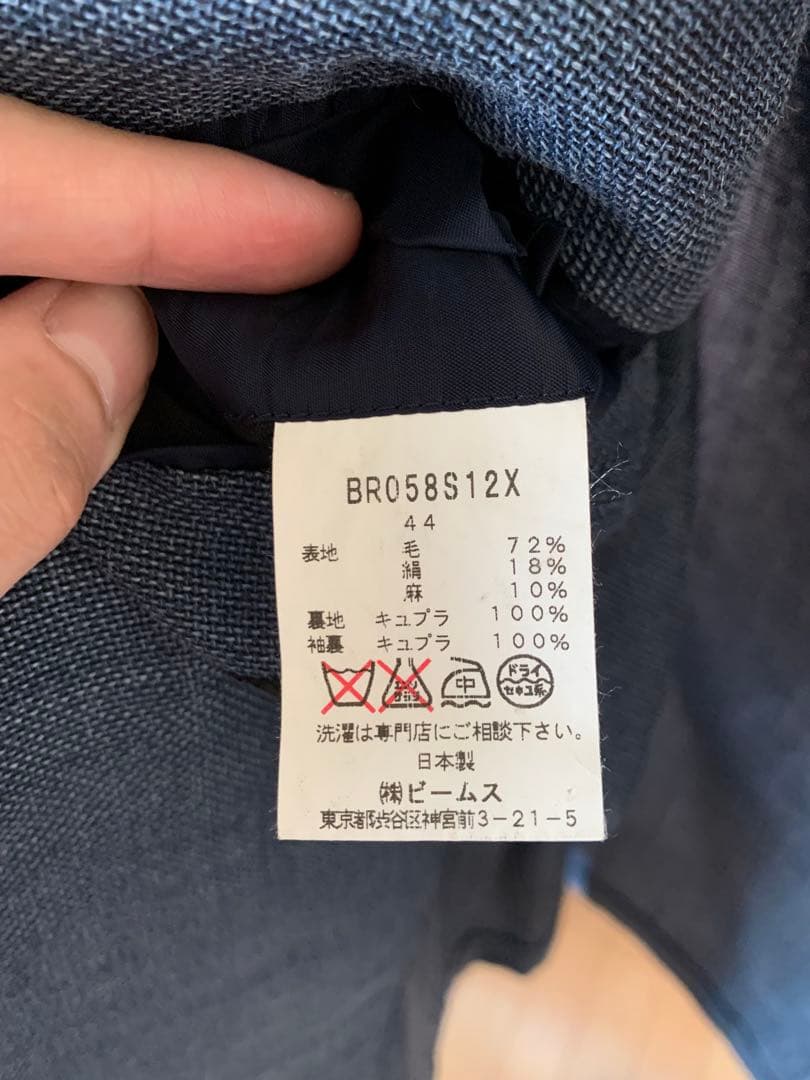 BR058S12X
44
表地 毛 72%
絹 18%
麻 10%
裏地 キュプラ 100%
袖裏 キュプラ 100%
中 ドライ セキユ系
洗濯は専門店にご相談下さい。
日本製
㈱ビームス
東京都渋谷区神宮前3-21-5